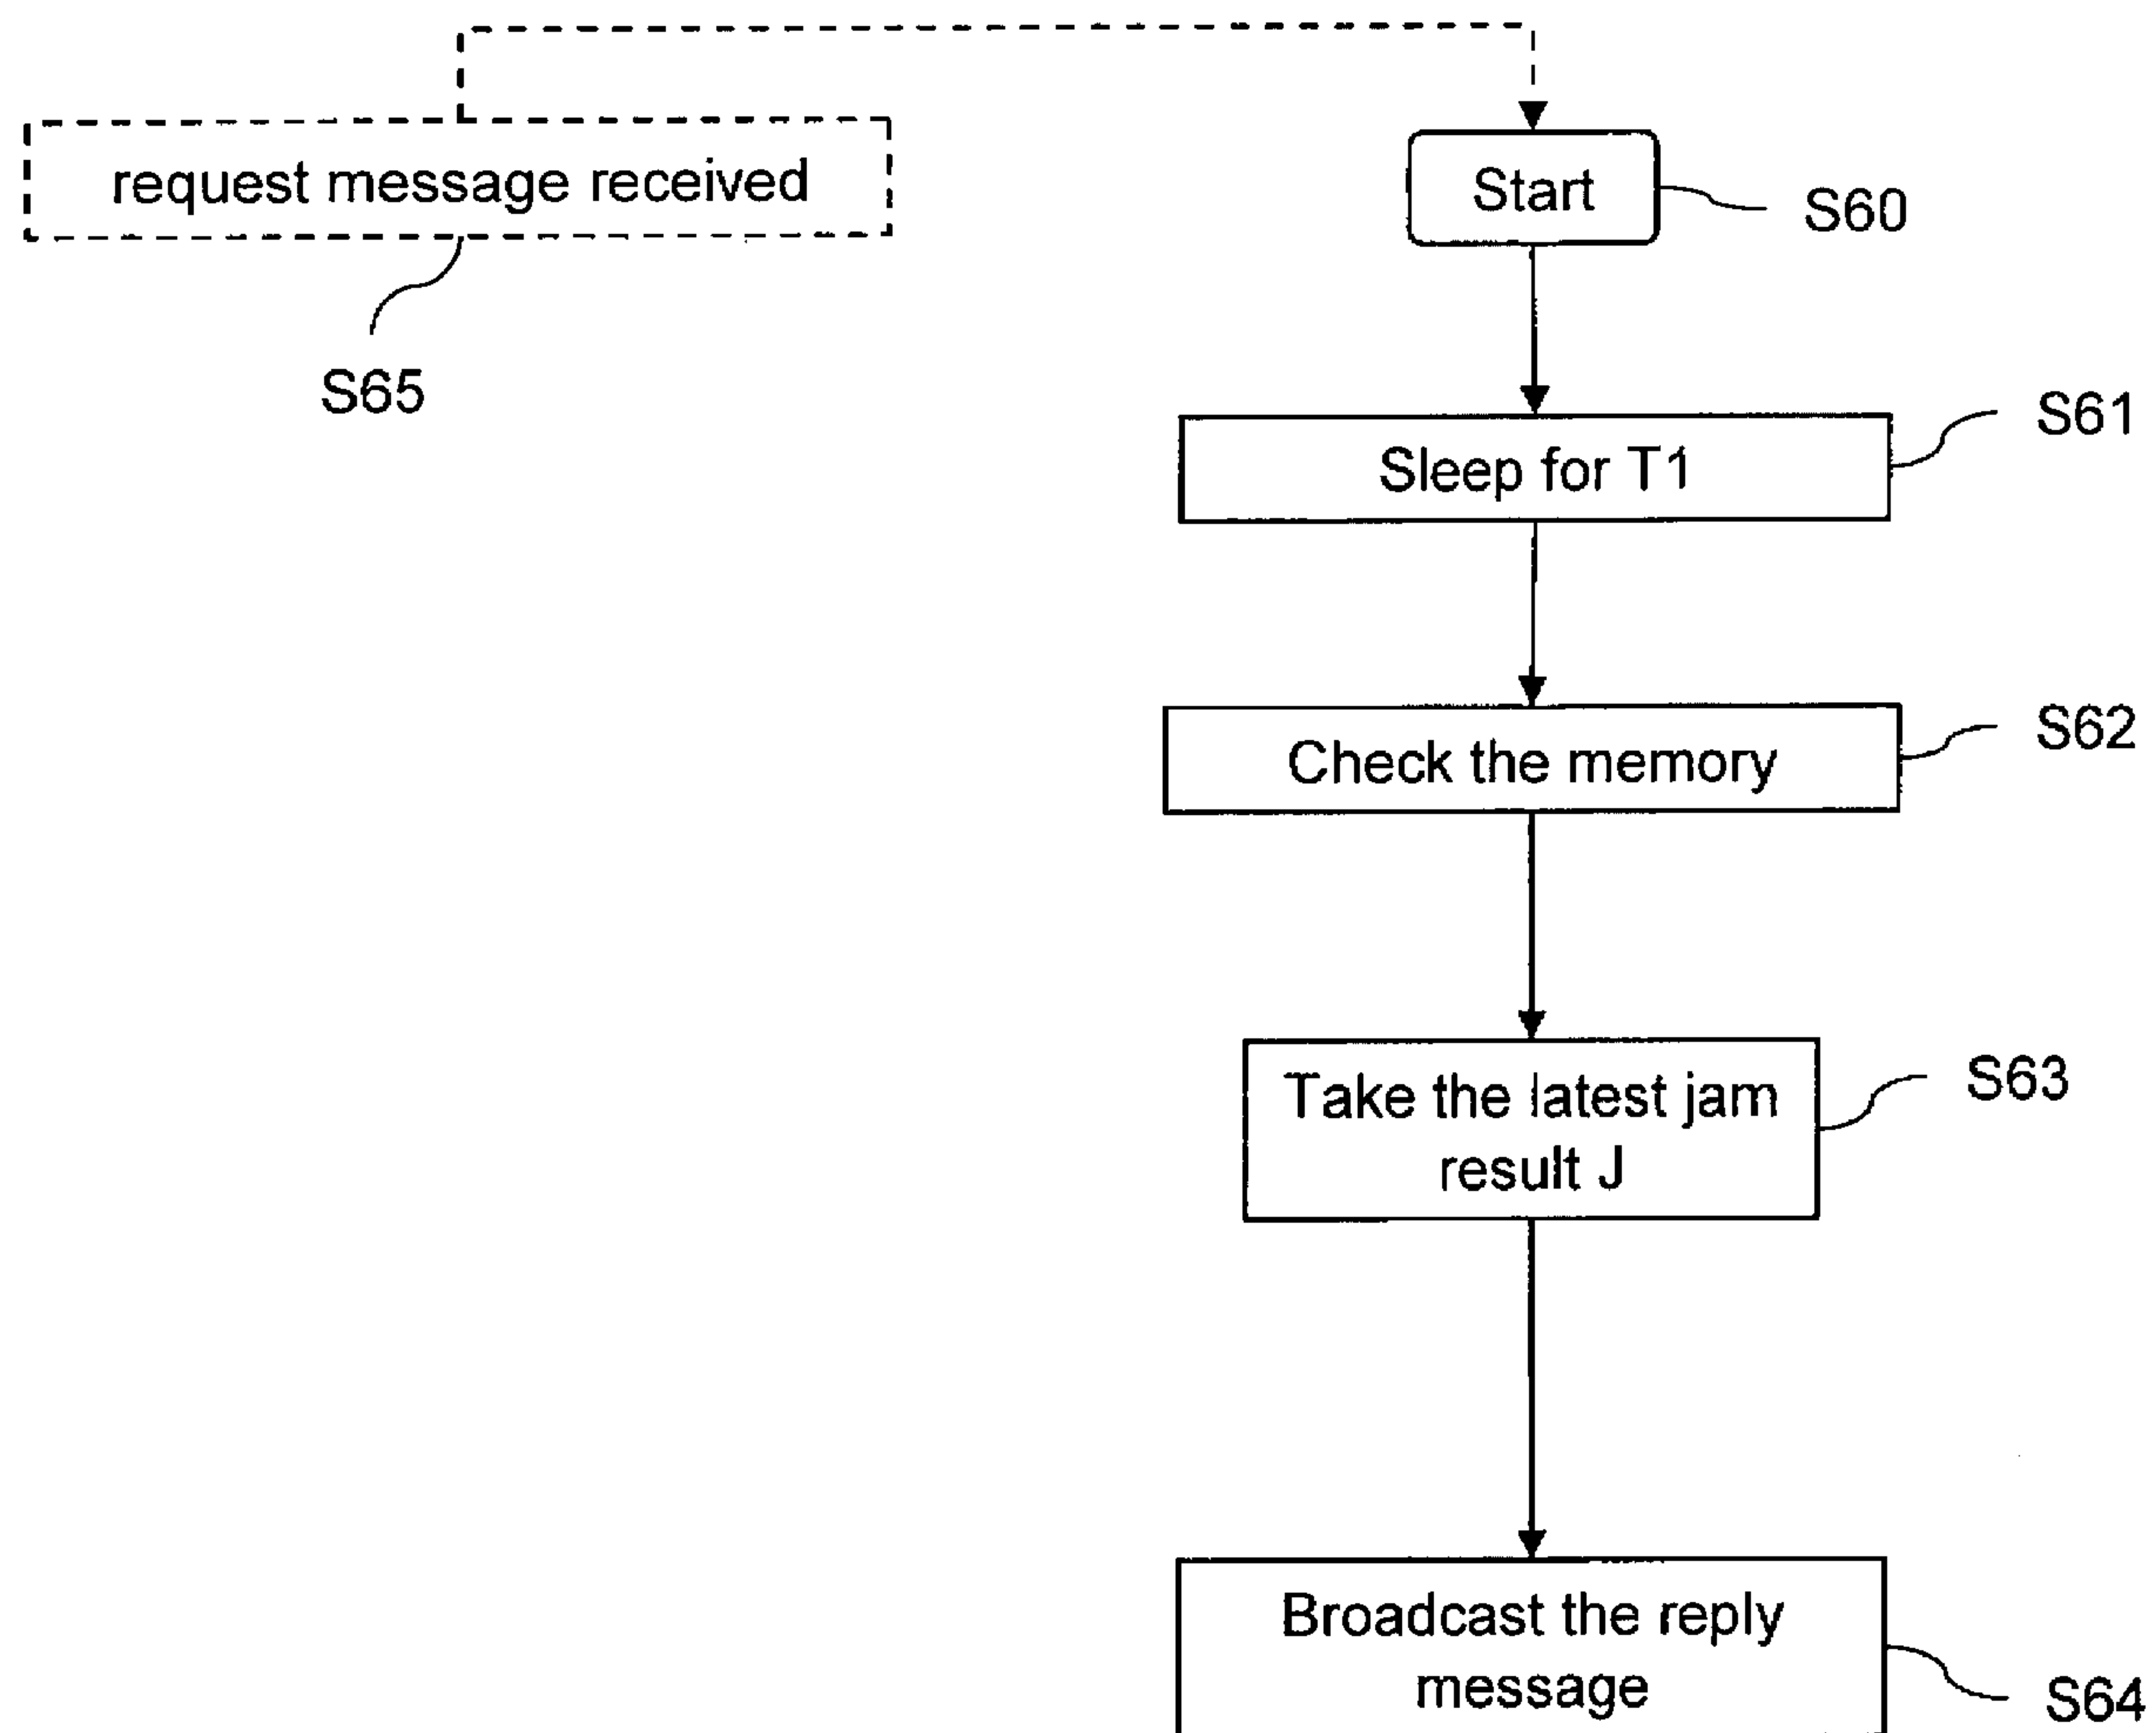 request message received
Start
S60
S65
Sleep for T1
S61
Check the memory
S62
Take the latest jam
result J
S63
Broadcast the reply
message
S64